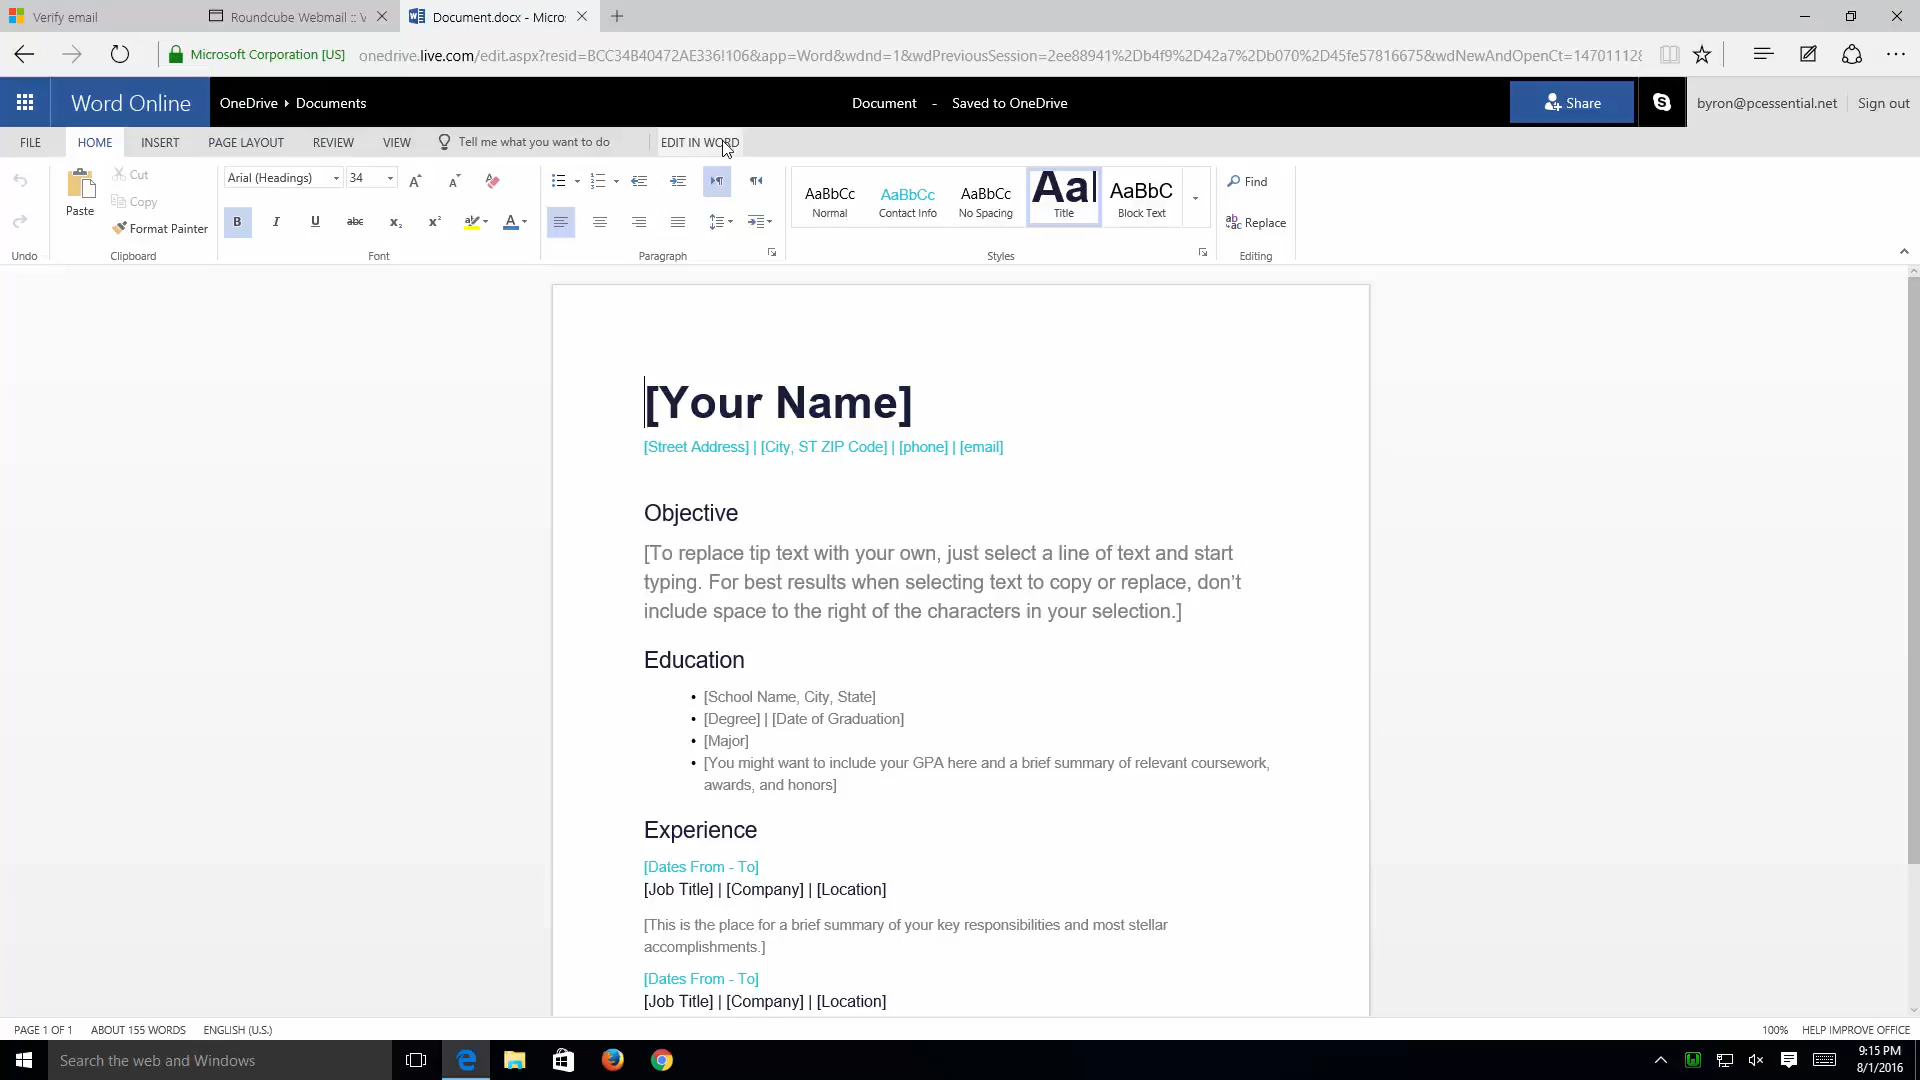 Verify email
Roundcube Webmail :: V
Document.docx - Micros
Microsoft Corporation [US]
onedrive.live.com/edit.aspx?resid=BCC34B40472AE336!106&app=Word&wdnd=1&wdPreviousSession=2ee88941%2Db4f9%2D42a7%2Db070%2D45fe57816675&wdNewAndOpenCt=147011128
Word Online
OneDrive
Documents
Document - Saved to OneDrive
Share
byron@pcessential.net
Sign out
FILE
HOME
INSERT
PAGE LAYOUT
REVIEW
VIEW
Tell me what you want to do
EDIT IN WORD
Paste
Cut
Copy
Format Painter
Arial (Headings)
34
AaBbCc
Normal
AaBbCc
Contact Info
AaBbCc
No Spacing
Aa
Title
AaBbC
Block Text
Find
Replace
Undo
Clipboard
Font
Paragraph
Styles
Editing
[Your Name]
[Street Address] | [City, ST ZIP Code] | [phone] | [email]
Objective
[To replace tip text with your own, just select a line of text and start
typing. For best results when selecting text to copy or replace, don't
include space to the right of the characters in your selection.]
Education
• [School Name, City, State]
• [Degree] | [Date of Graduation]
• [Major]
• [You might want to include your GPA here and a brief summary of relevant coursework,
awards, and honors]
Experience
[Dates From - To]
[Job Title] | [Company] | [Location]
[This is the place for a brief summary of your key responsibilities and most stellar
accomplishments.]
[Dates From - To]
[Job Title] | [Company] | [Location]
PAGE 1 OF 1
ABOUT 155 WORDS
ENGLISH (U.S.)
100%
HELP IMPROVE OFFICE
Search the web and Windows
9:15 PM
8/1/2016